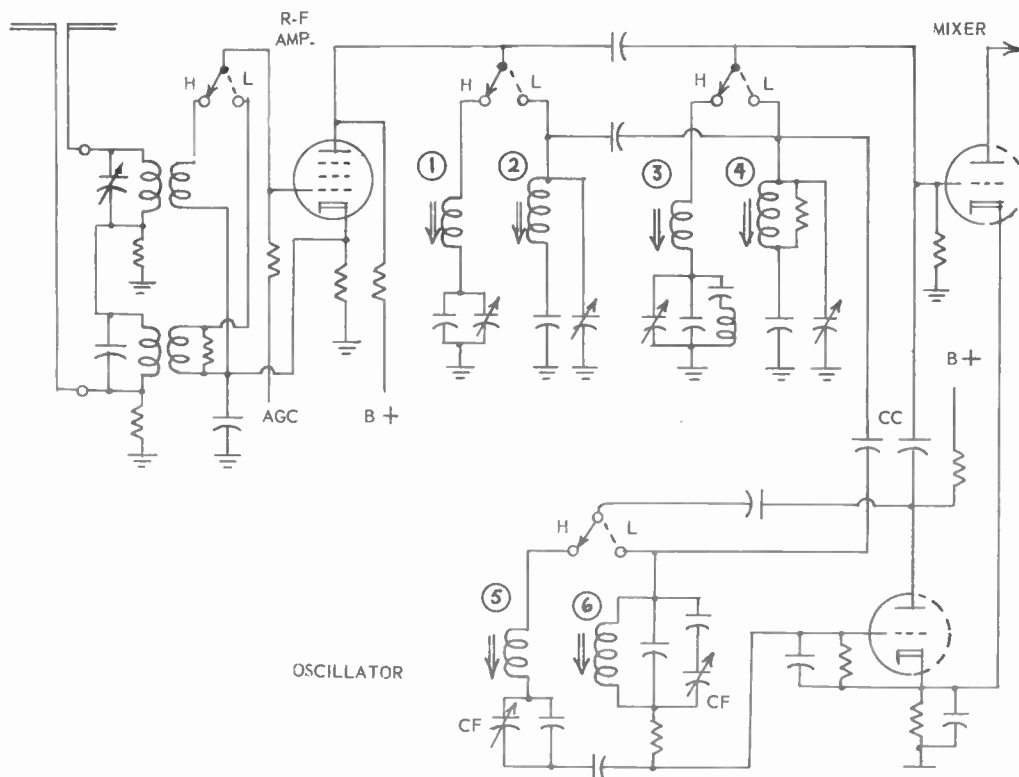 R-F
AMP.
MIXER
H
L
H
L
H
L
1
2
3
4
AGC
B +
B +
CC
H
L
5
6
OSCILLATOR
CF
CF